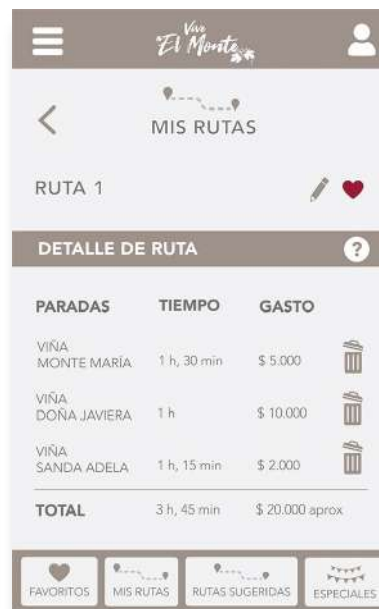 Vive
El Monte
MIS RUTAS
RUTA 1
DETALLE DE RUTA ?
PARADAS TIEMPO GASTO
VIÑA
MONTE MARÍA 1 h, 30 min $ 5.000
VIÑA
DOÑA JAVIERA 1 h $ 10.000
VIÑA
SANDA ADELA 1 h, 15 min $ 2.000
TOTAL 3 h, 45 min $ 20.000 aprox
FAVORITOS MIS RUTAS RUTAS SUGERIDAS ESPECIALES